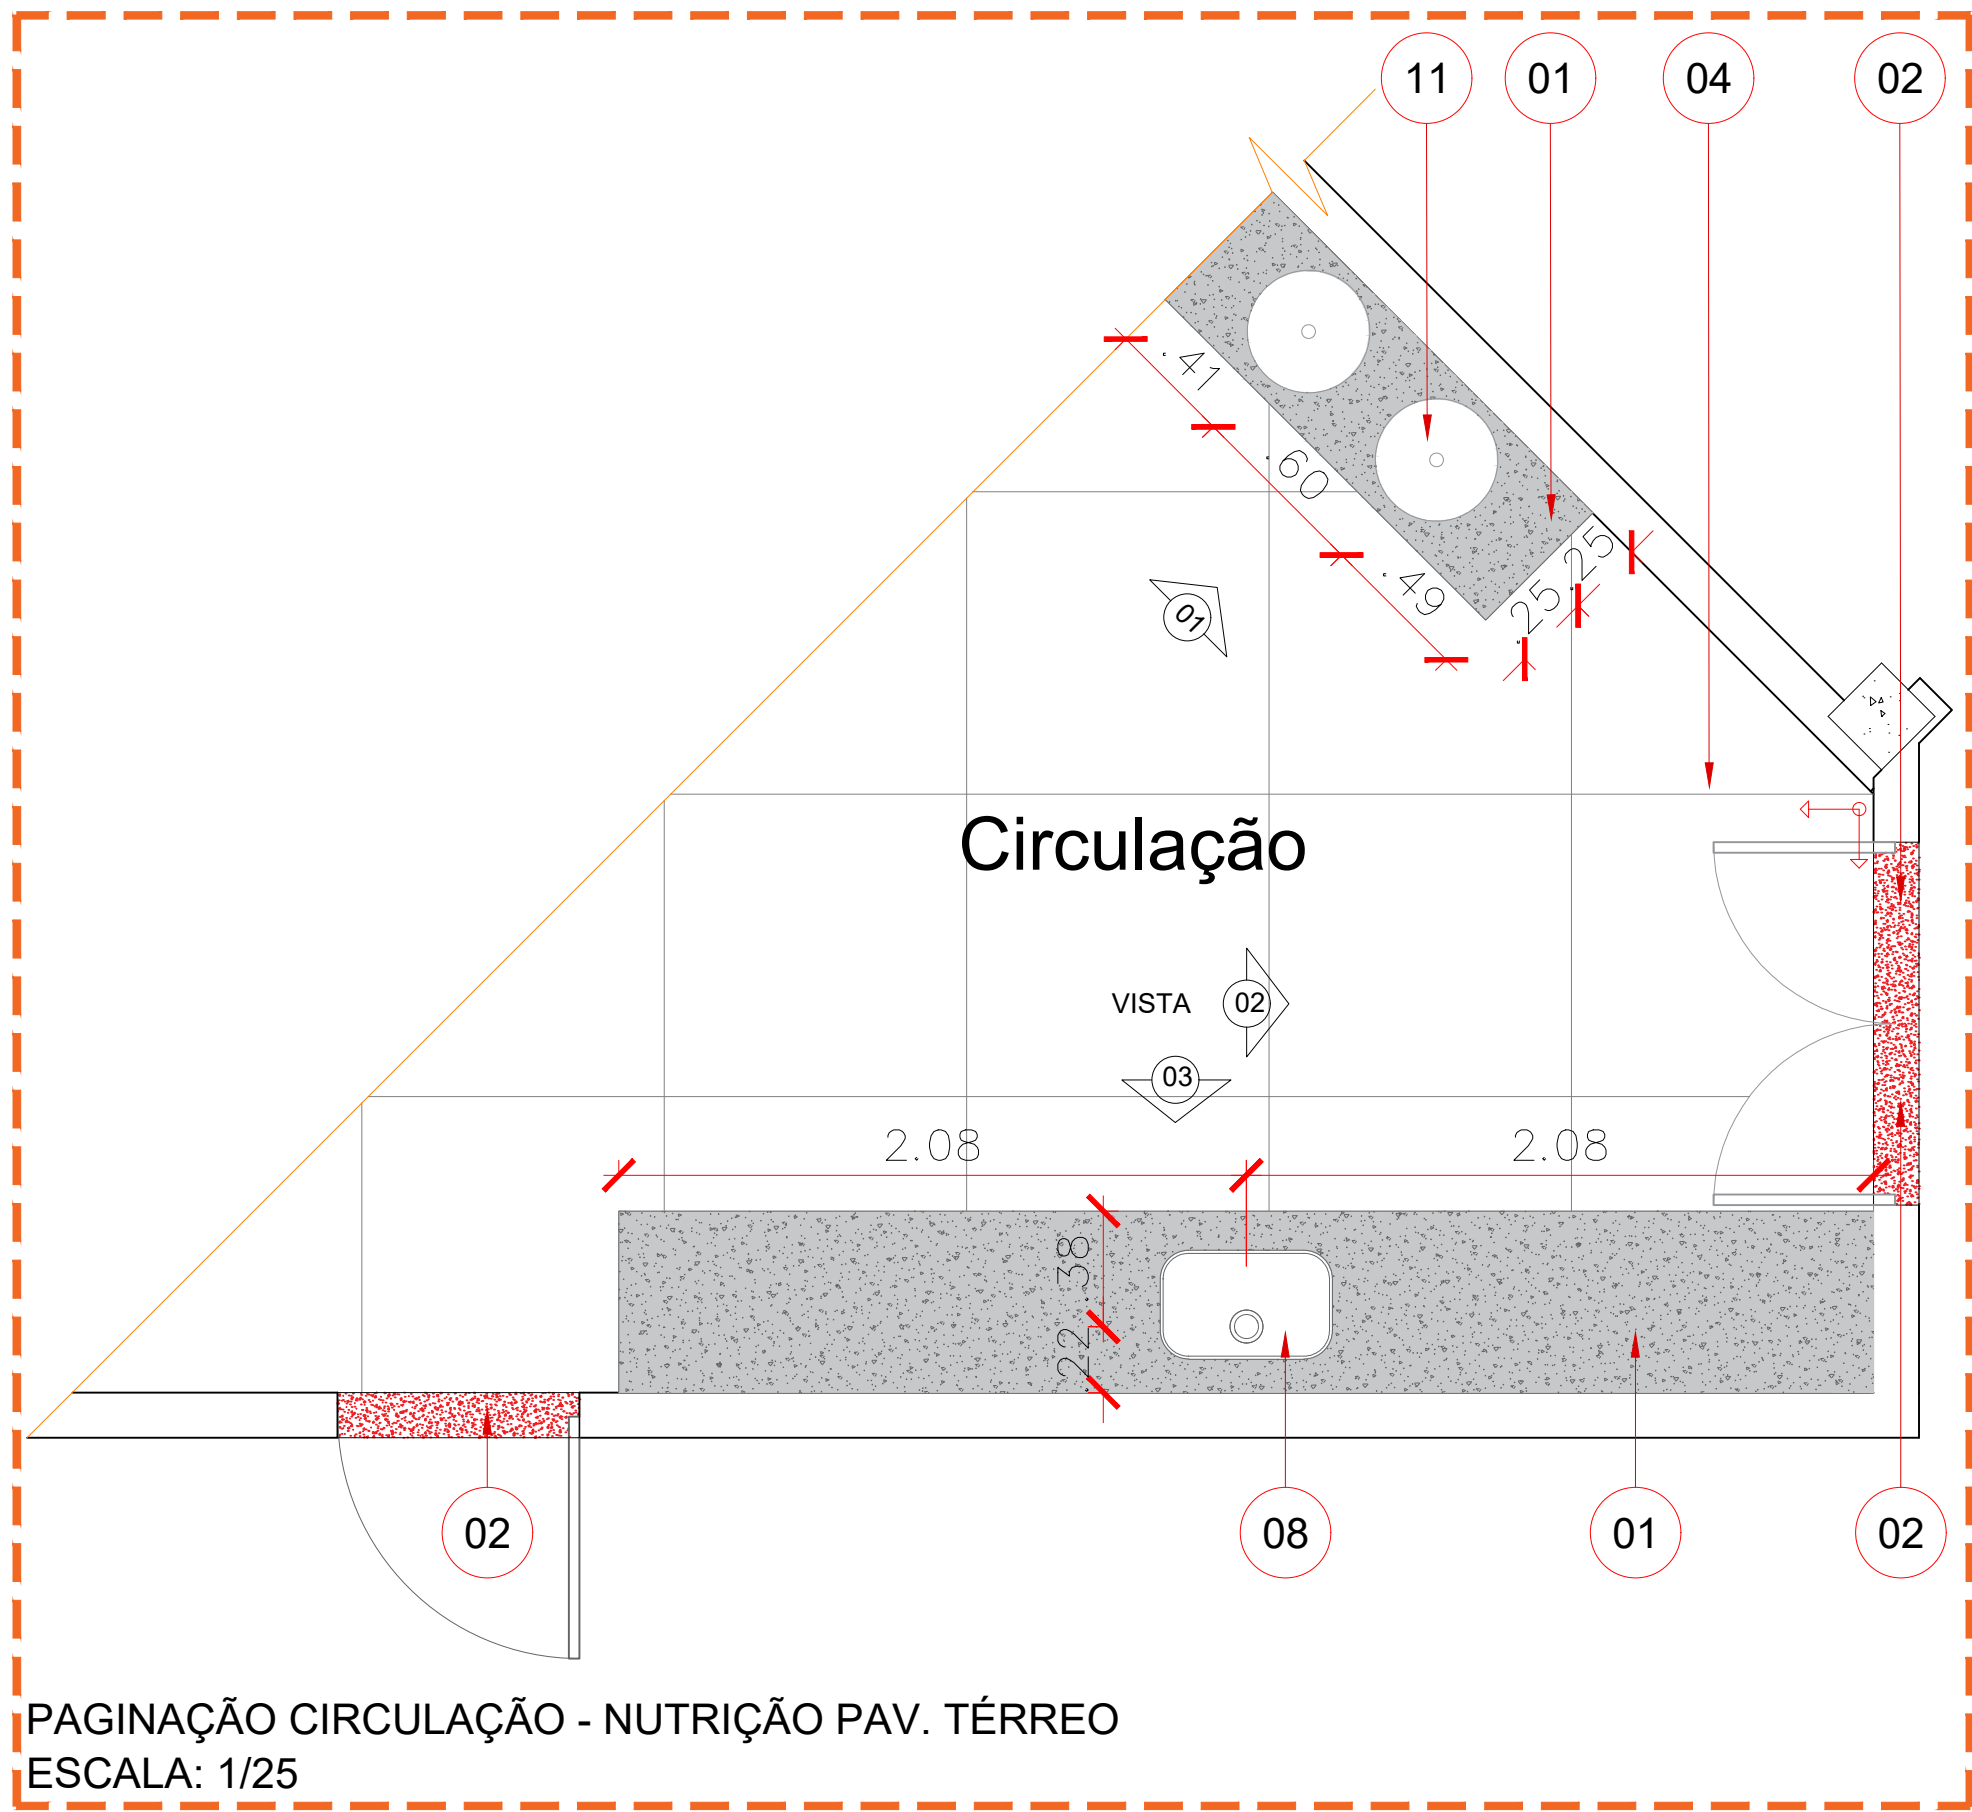 11 01 04 02
.41
.60
.49
.25 .25
01
Circulação
VISTA 02
03
2.08 2.08
.38
.22
02 08 01 02
PAGINAÇÃO CIRCULAÇÃO - NUTRIÇÃO PAV. TÉRREO
ESCALA: 1/25